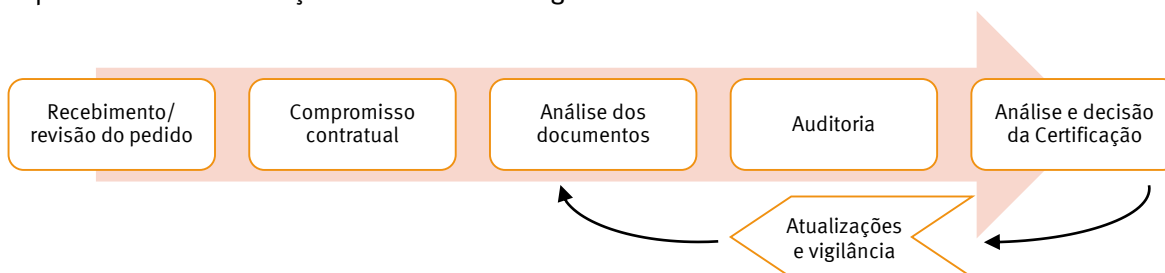 Recebimento/
revisão do pedido
Compromisso
contratual
Análise dos
documentos
Auditoria
Análise e decisão
da Certificação
Atualizações
e vigilância